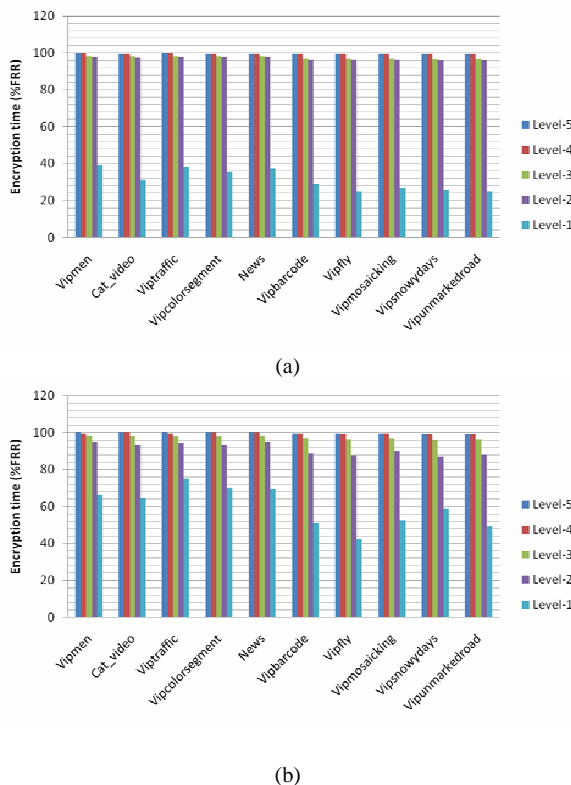 120
100
80
60
40
20
0
Encryption time (%FRR)
Vipmen
Cat_video
Viptraffic
Vipcolorsegment
News
Vipbarcode
Vipfly
Vipmosaicking
Vipsnowydays
Vipunmarkedroad
Level-5
Level-4
Level-3
Level-2
Level-1
(a)
120
100
80
60
40
20
0
Encryption time (%FRR)
Vipmen
Cat_video
Viptraffic
Vipcolorsegment
News
Vipbarcode
Vipfly
Vipmosaicking
Vipsnowydays
Vipunmarkedroad
Level-5
Level-4
Level-3
Level-2
Level-1
(b)